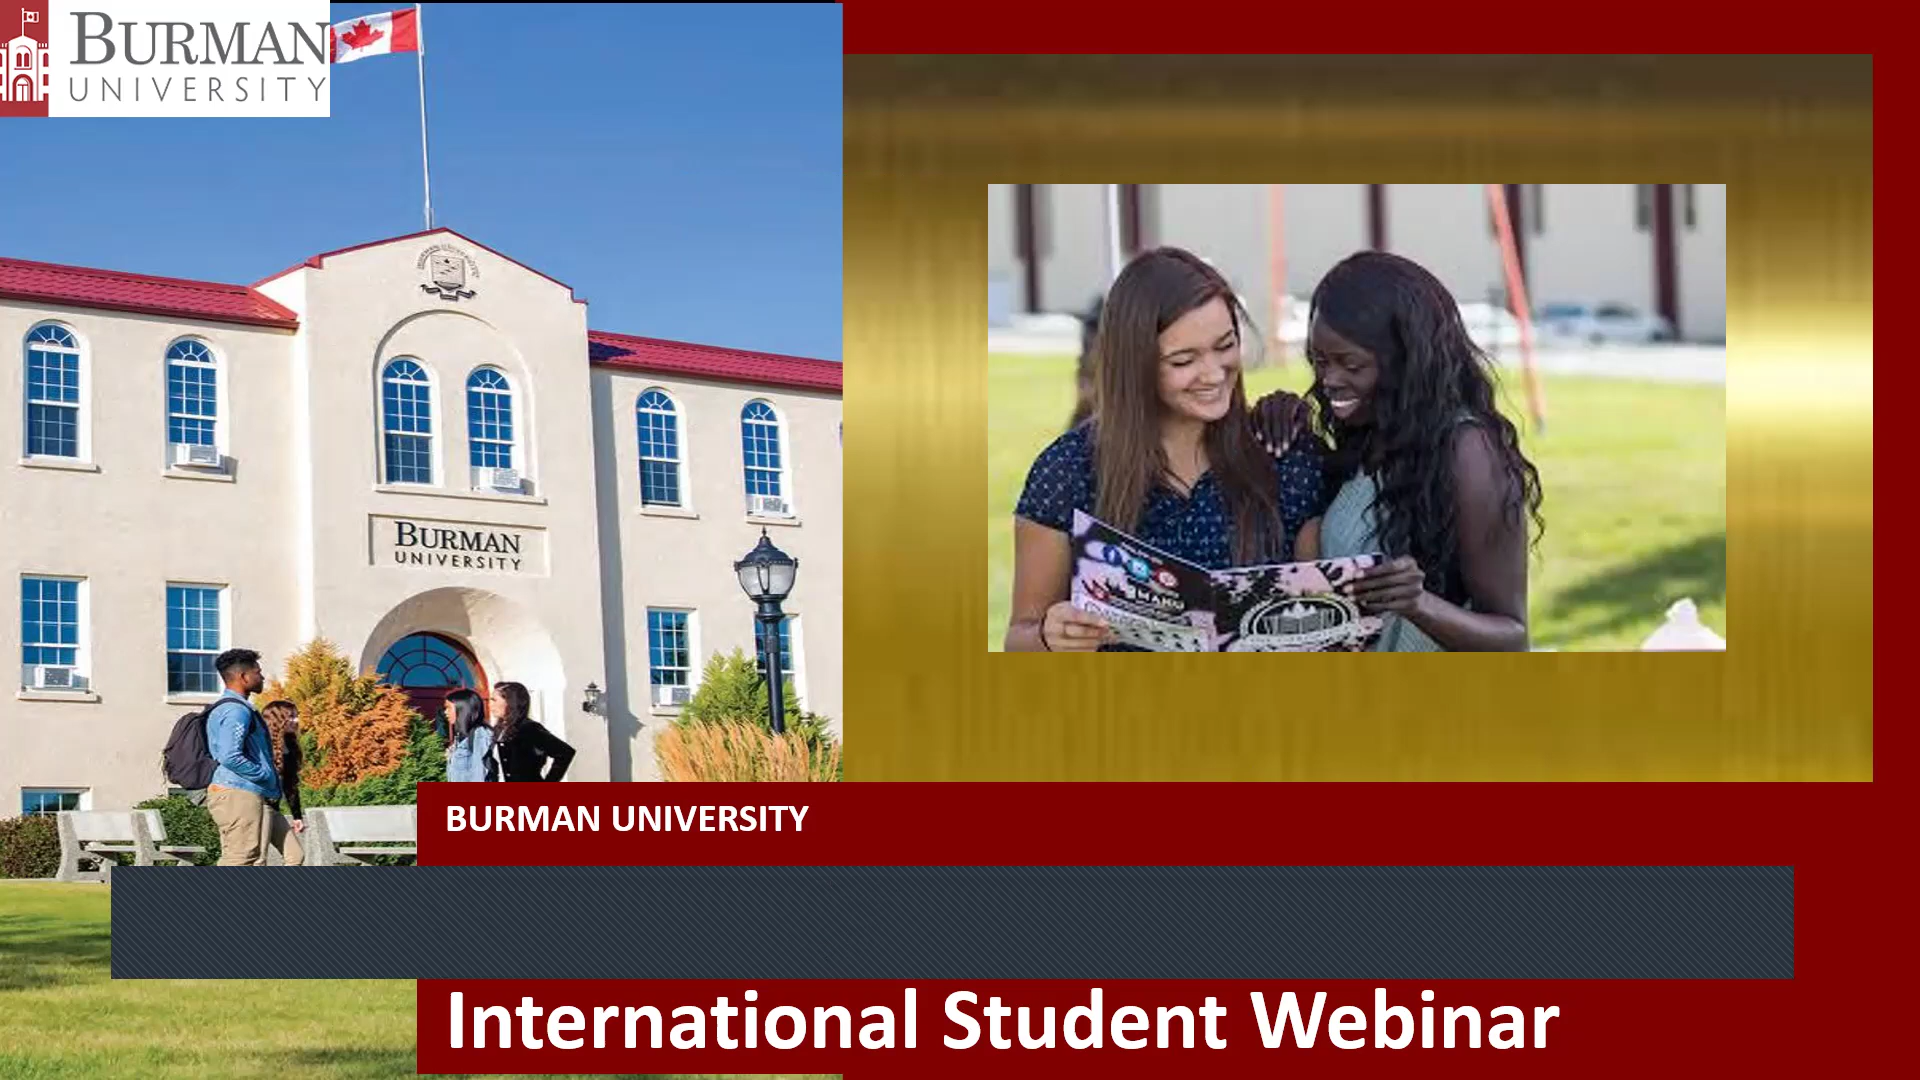 BURMAN
UNIVERSITY
BURMAN
UNIVERSITY
BURMAN UNIVERSITY
International Student Webinar